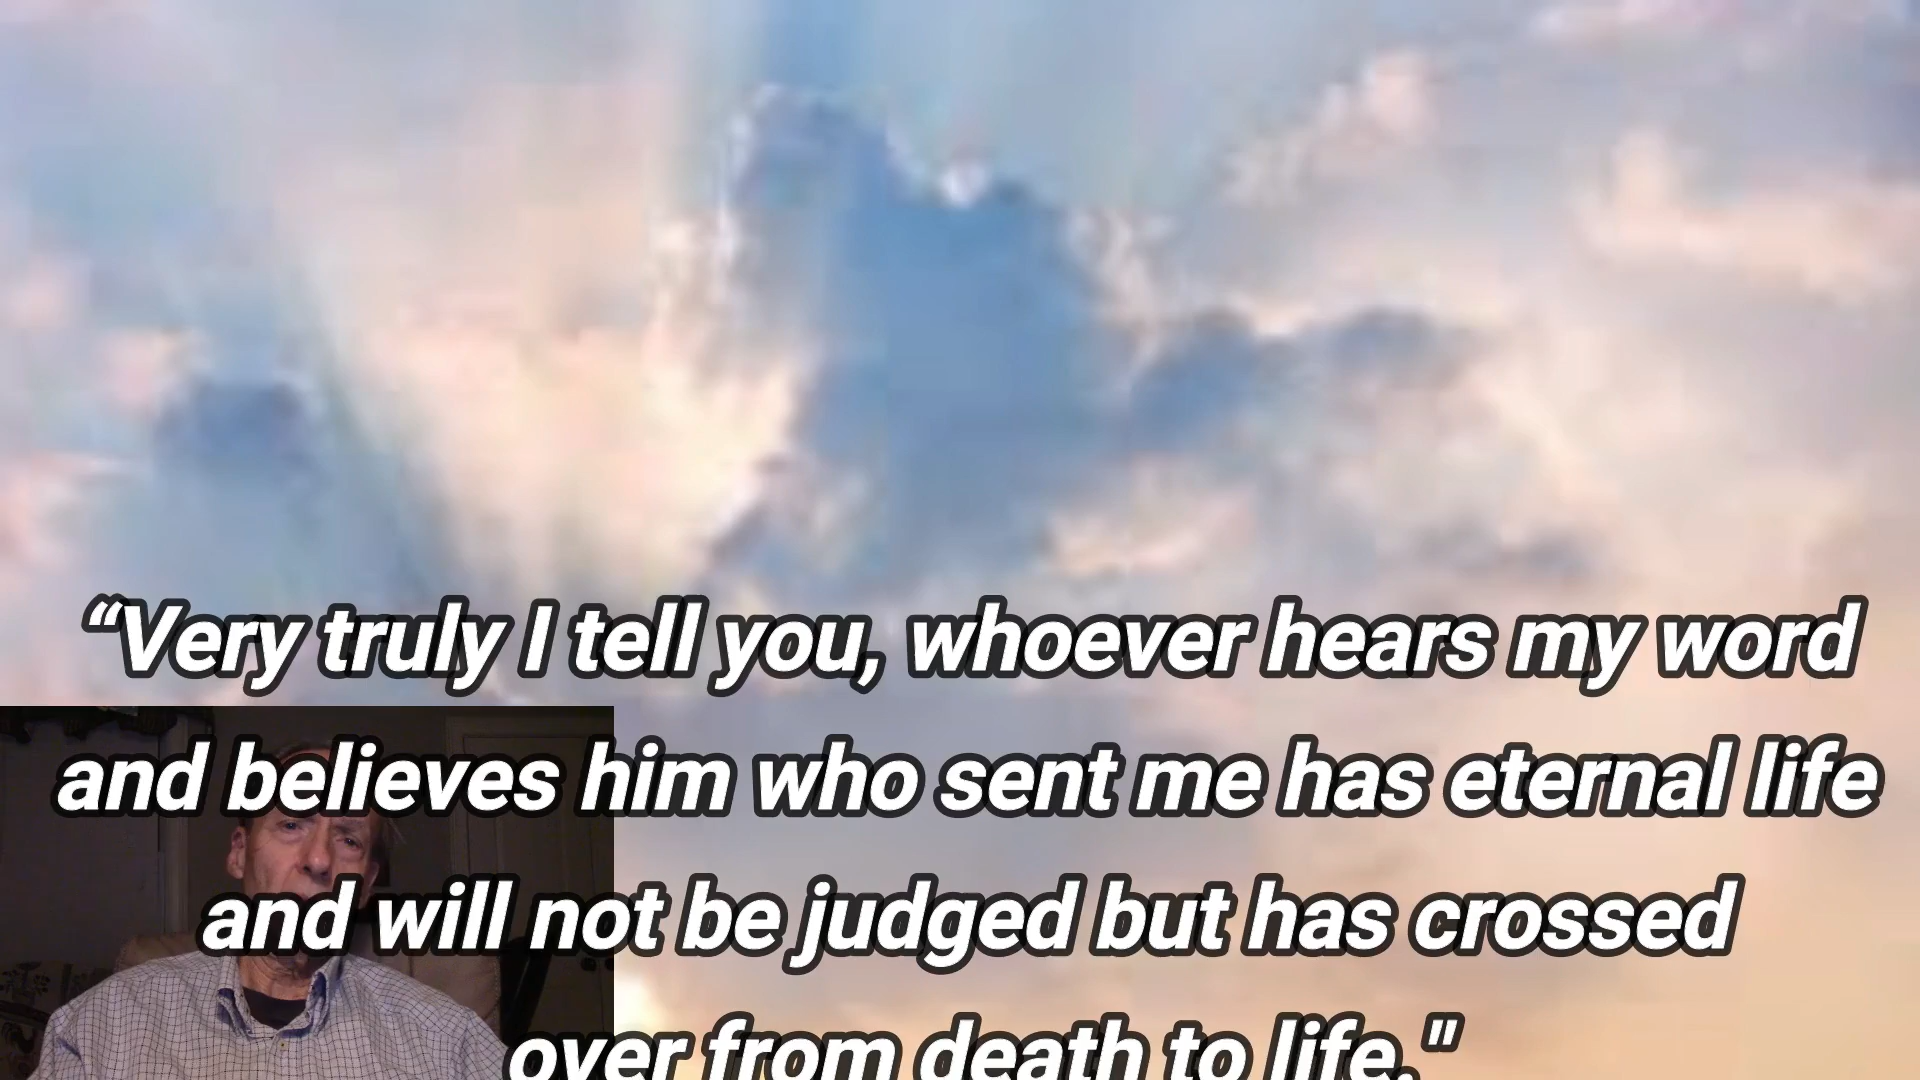 “Very truly I tell you, whoever hears my word
and believes him who sent me has eternal life
and will not be judged but has crossed
over from death to life."